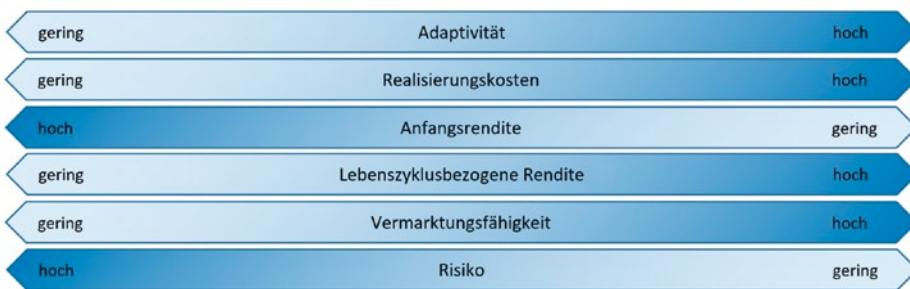 gering Adaptivität hoch
gering Realisierungskosten hoch
hoch Anfangsrendite gering
gering Lebenszyklusbezogene Rendite hoch
gering Vermarktungsfähigkeit hoch
hoch Risiko gering